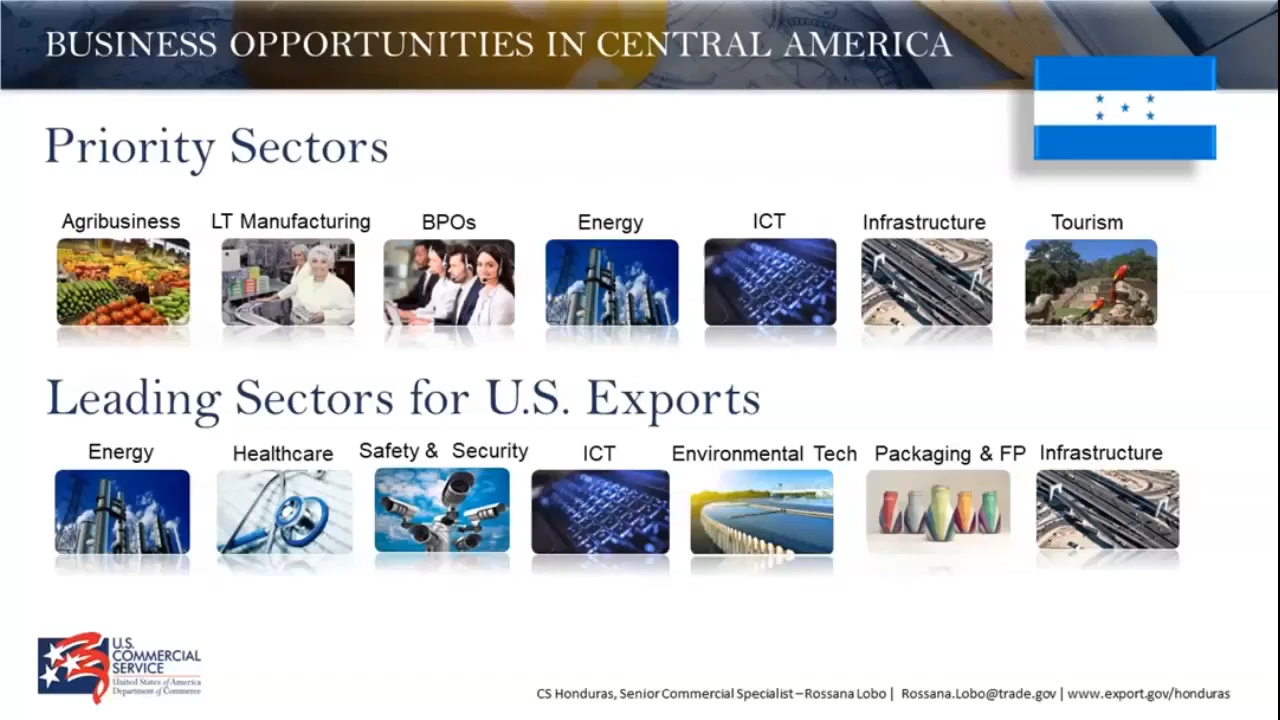 BUSINESS OPPORTUNITIES IN CENTRAL AMERICA
Priority Sectors
Agribusiness LT Manufacturing BPOs Energy ICT Infrastructure Tourism
Leading Sectors for U.S. Exports
Energy Healthcare Safety & Security ICT Environmental Tech Packaging & FP Infrastructure
U.S.
COMMERCIAL
SERVICE
United States of America
Department of Commerce
CS Honduras, Senior Commercial Specialist – Rossana Lobo | Rossana.Lobo@trade.gov | www.export.gov/honduras